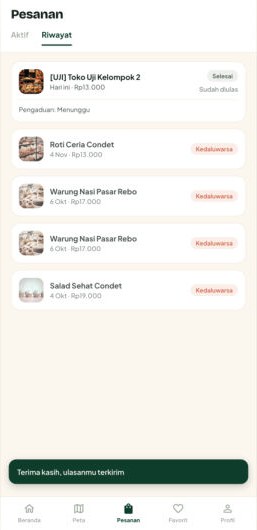 Pesanan
Aktif Riwayat
[UJI] Toko Uji Kelompok 2
Selesai
Hari ini · Rp13.000
Sudah diulas
Pengaduan: Menunggu
Roti Ceria Condet
4 Nov · Rp13.000
Kedaluwarsa
Warung Nasi Pasar Rebo
6 Okt · Rp17.000
Kedaluwarsa
Warung Nasi Pasar Rebo
6 Okt · Rp17.000
Kedaluwarsa
Salad Sehat Condet
4 Okt · Rp19.000
Kedaluwarsa
Terima kasih, ulasanmu terkirim
Beranda Peta Pesanan Favorit Profil